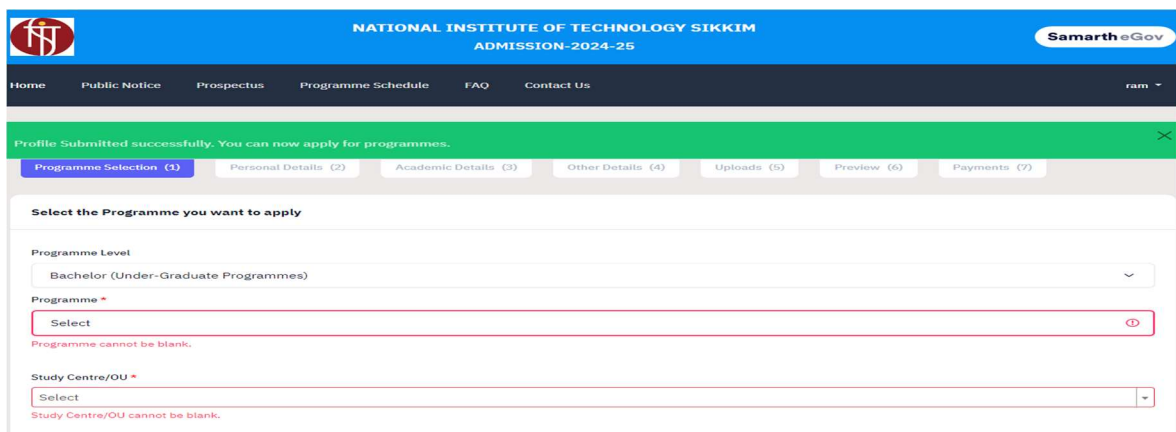 NATIONAL INSTITUTE OF TECHNOLOGY SIKKIM
ADMISSION-2024-25
Samarth eGov
Home Public Notice Prospectus Programme Schedule FAQ Contact Us ram
Profile Submitted successfully. You can now apply for programmes.
Programme Selection (1) Personal Details (2) Academic Details (3) Other Details (4) Uploads (5) Preview (6) Payments (7)
Select the Programme you want to apply
Programme Level
Bachelor (Under-Graduate Programmes)
Programme *
Select
Programme cannot be blank.
Study Centre/OU *
Select
Study Centre/OU cannot be blank.